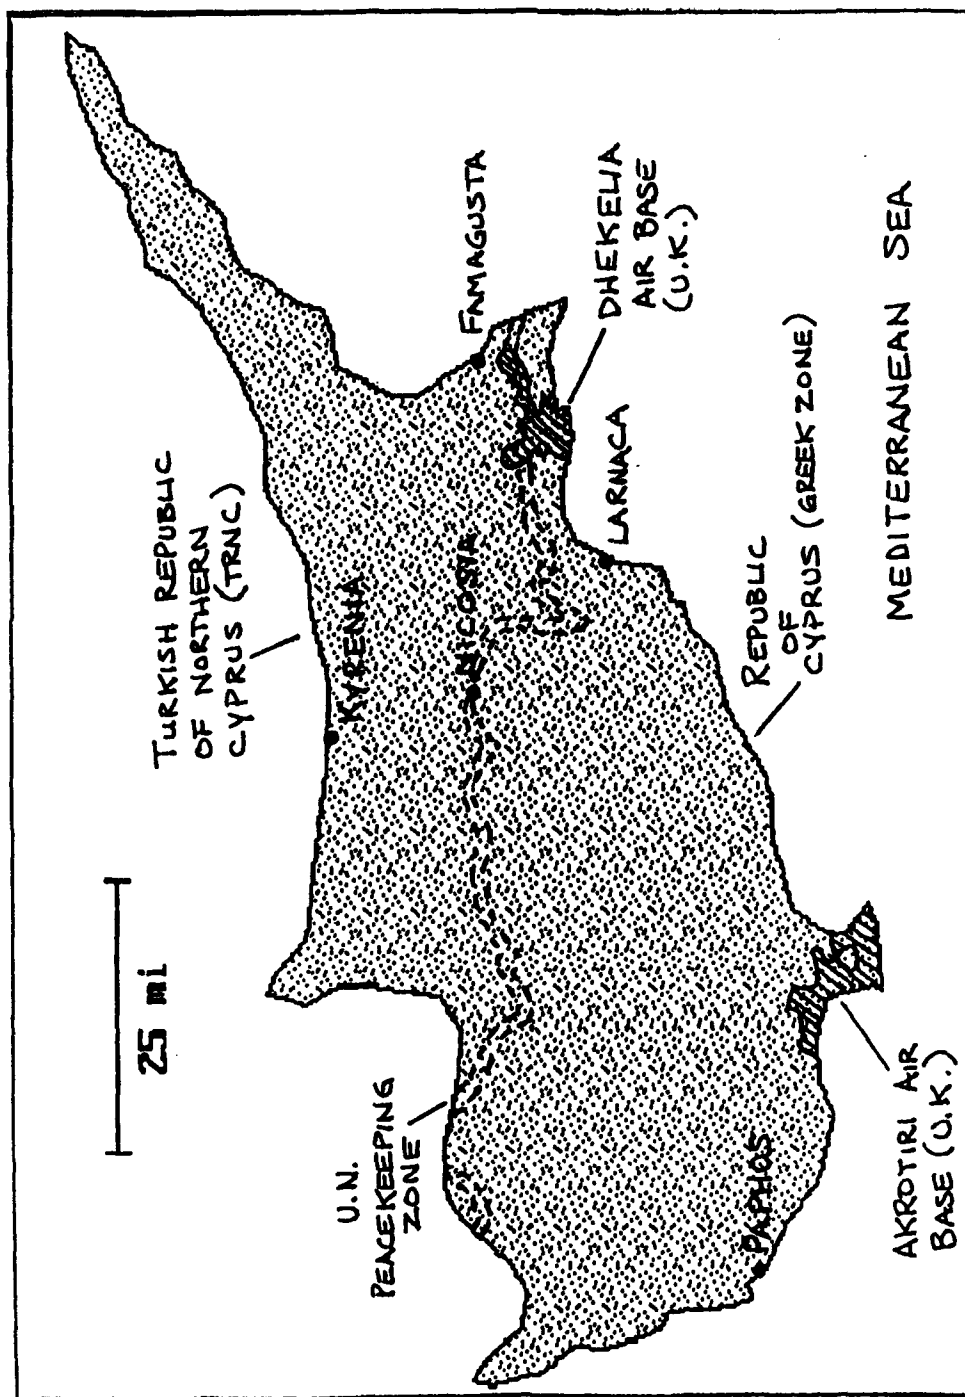 TURKISH REPUBLIC
OF NORTHERN
CYPRUS (TRNC)
25 mi
KYRENIA
U.N.
PEACEKEEPING
ZONE
NICOSIA
FAMAGUSTA
DHEKELIA
AIR BASE
(U.K.)
LARNACA
PAPHOS
REPUBLIC
OF
CYPRUS (GREEK ZONE)
AKROTIRI AIR
BASE (U.K.)
MEDITERRANEAN SEA